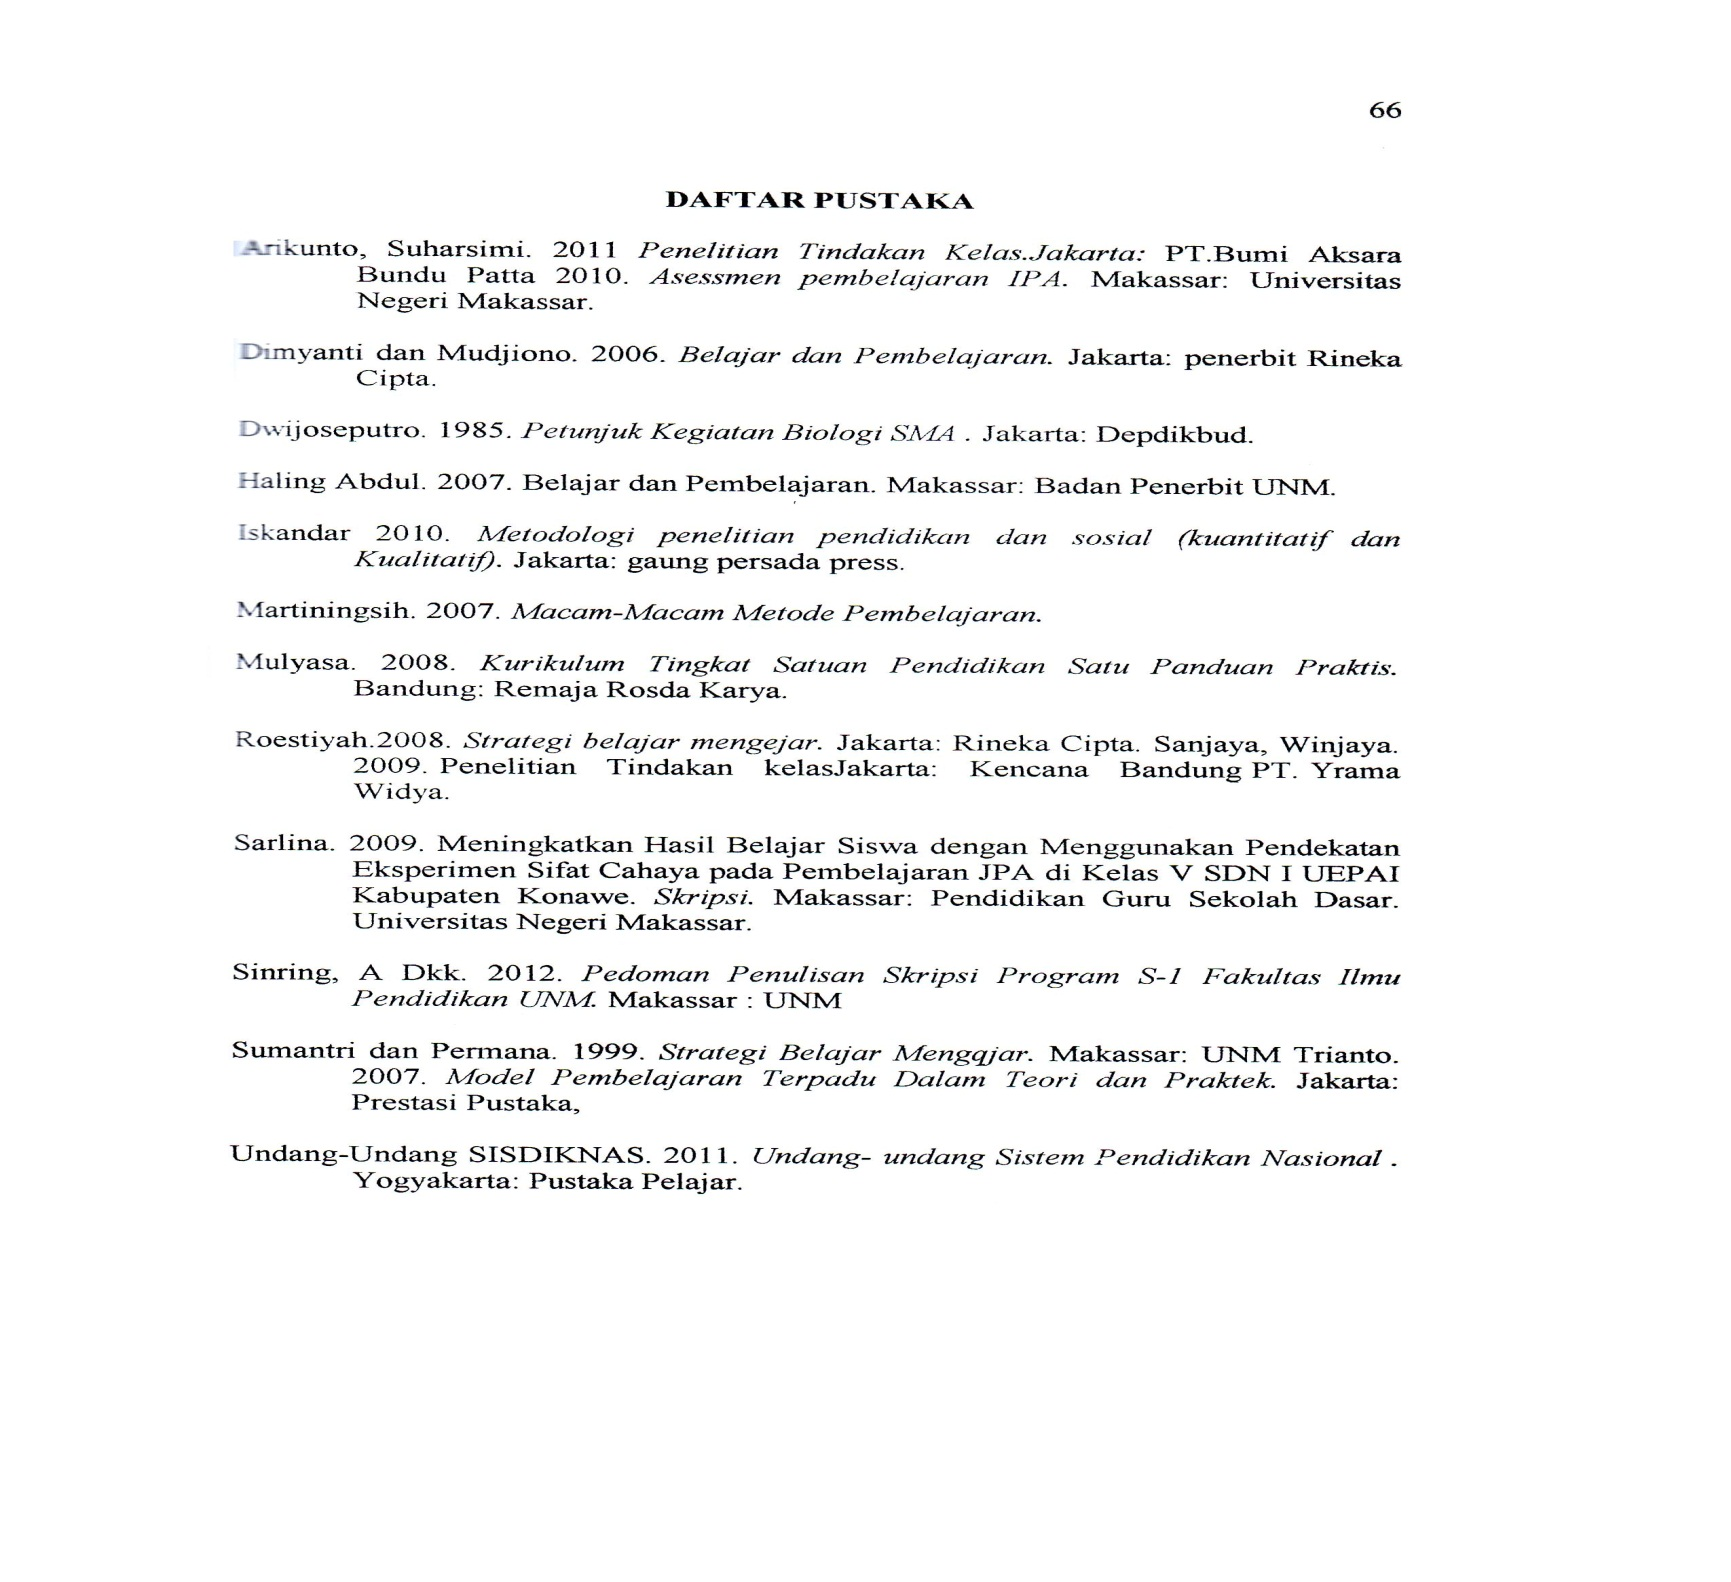 66
DAFTAR PUSTAKA
Arikunto, Suharsimi. 2011 Penelitian Tindakan Kelas.Jakarta: PT.Bumi Aksara
Bundu Patta 2010. Asessmen pembelajaran IPA. Makassar: Universitas
Negeri Makassar.
Dimyanti dan Mudjiono. 2006. Belajar dan Pembelajaran. Jakarta: penerbit Rineka
Cipta.
Dwijoseputro. 1985. Petunjuk Kegiatan Biologi SMA . Jakarta: Depdikbud.
Haling Abdul. 2007. Belajar dan Pembelajaran. Makassar: Badan Penerbit UNM.
Iskandar 2010. Metodologi penelitian pendidikan dan sosial (kuantitatif dan
Kualitatif). Jakarta: gaung persada press.
Martiningsih. 2007. Macam-Macam Metode Pembelajaran.
Mulyasa. 2008. Kurikulum Tingkat Satuan Pendidikan Satu Panduan Praktis.
Bandung: Remaja Rosda Karya.
Roestiyah.2008. Strategi belajar mengejar. Jakarta: Rineka Cipta. Sanjaya, Winjaya.
2009. Penelitian Tindakan kelasJakarta: Kencana Bandung PT. Yrama
Widya.
Sarlina. 2009. Meningkatkan Hasil Belajar Siswa dengan Menggunakan Pendekatan
Eksperimen Sifat Cahaya pada Pembelajaran JPA di Kelas V SDN I UEPAI
Kabupaten Konawe. Skripsi. Makassar: Pendidikan Guru Sekolah Dasar.
Universitas Negeri Makassar.
Sinring, A Dkk. 2012. Pedoman Penulisan Skripsi Program S-1 Fakultas Ilmu
Pendidikan UNM. Makassar : UNM
Sumantri dan Permana. 1999. Strategi Belajar Mengqjar. Makassar: UNM Trianto.
2007. Model Pembelajaran Terpadu Dalam Teori dan Praktek. Jakarta:
Prestasi Pustaka,
Undang-Undang SISDIKNAS. 2011. Undang- undang Sistem Pendidikan Nasional .
Yogyakarta: Pustaka Pelajar.